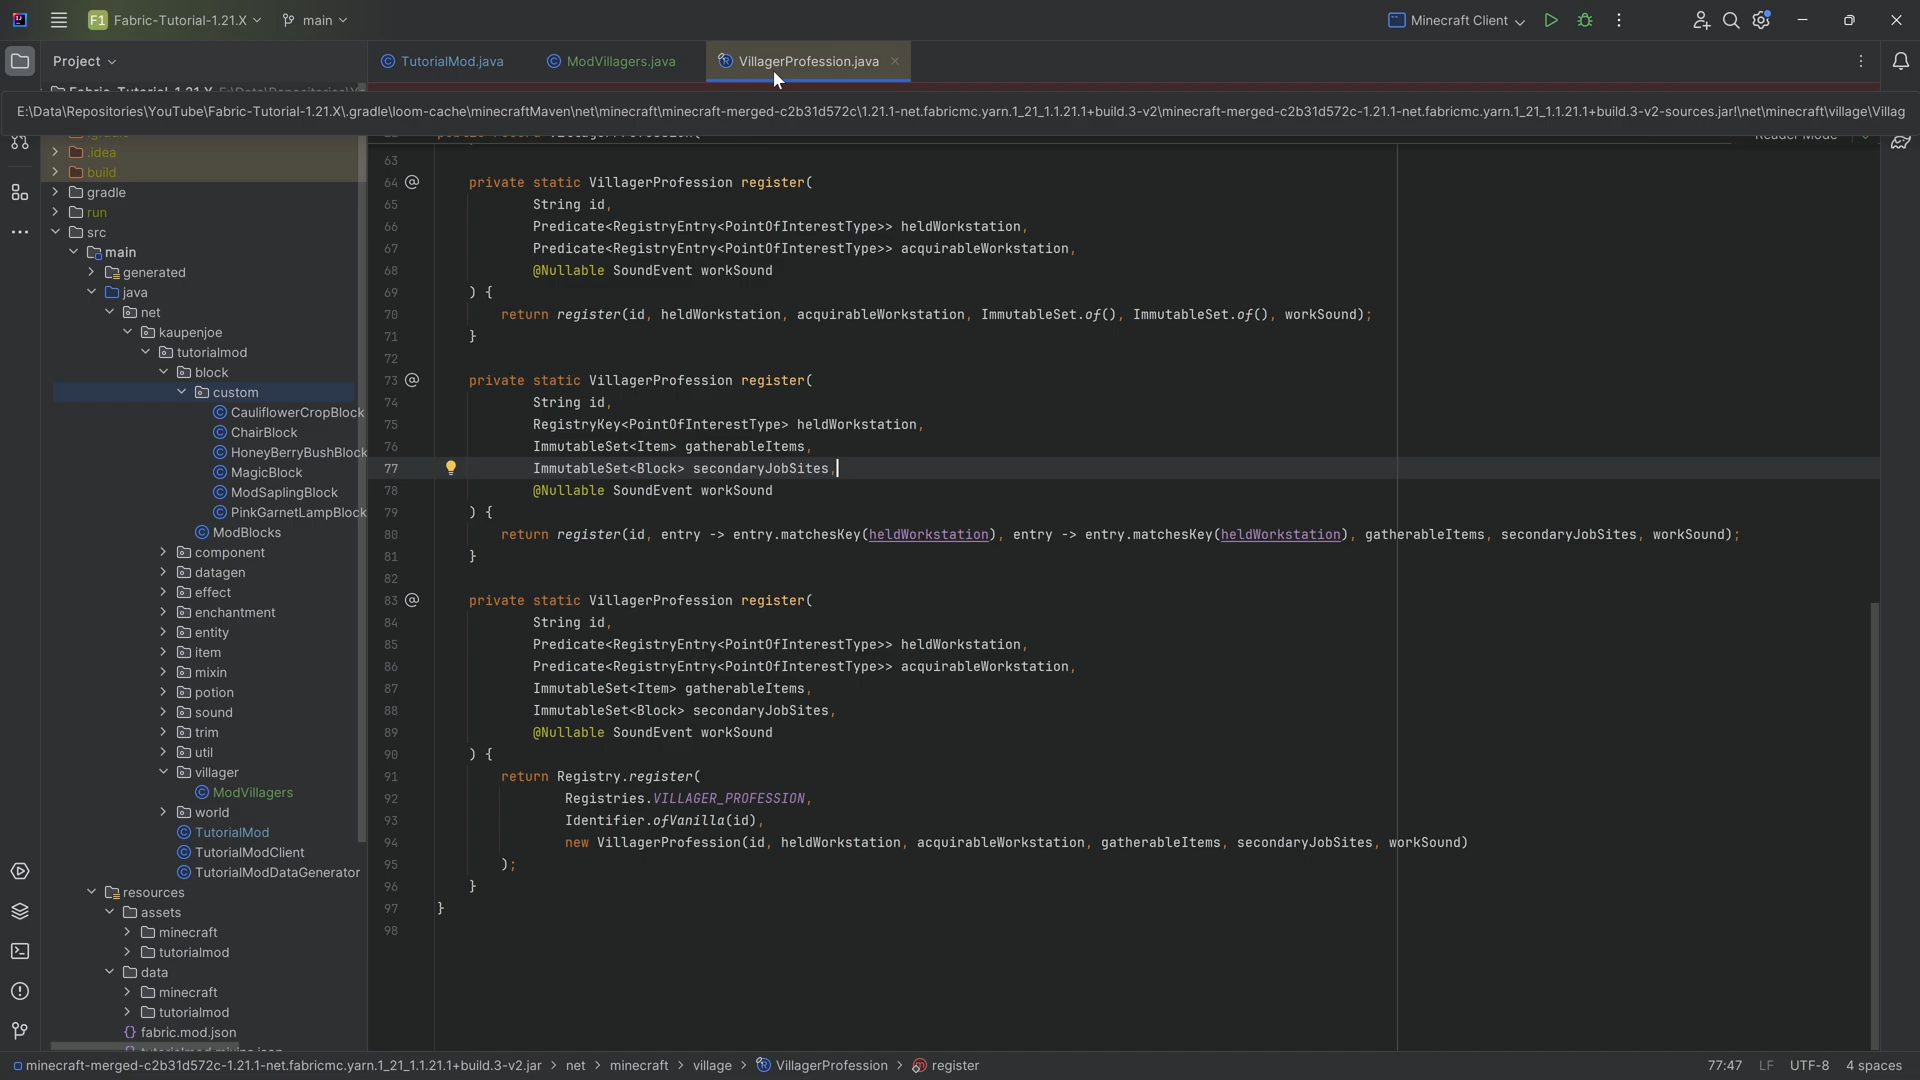 F1 Fabric-Tutorial-1.21.X main Minecraft Client
Project TutorialMod.java ModVillagers.java VillagerProfession.java
E:\Data\Repositories\YouTube\Fabric-Tutorial-1.21.X\.gradle\loom-cache\minecraftMaven\net\minecraft\minecraft-merged-c2b31d572c\1.21.1-net.fabricmc.yarn.1_21_1.1.21.1+build.3-v2\minecraft-merged-c2b31d572c-1.21.1-net.fabricmc.yarn.1_21_1.1.21.1+build.3-v2-sources.jar!\net\minecraft\village\Villag
.idea
build
gradle
run
src
main
generated
java
net
kaupenjoe
tutorialmod
block
custom
CauliflowerCropBlock
ChairBlock
HoneyBerryBushBlock
MagicBlock
ModSaplingBlock
PinkGarnetLampBlock
ModBlocks
component
datagen
effect
enchantment
entity
item
mixin
potion
sound
trim
util
villager
ModVillagers
world
TutorialMod
TutorialModClient
TutorialModDataGenerator
resources
assets
minecraft
tutorialmod
data
minecraft
tutorialmod
fabric.mod.json
63
64 @ private static VillagerProfession register(
65 String id,
66 Predicate<RegistryEntry<PointOfInterestType>> heldWorkstation,
67 Predicate<RegistryEntry<PointOfInterestType>> acquirableWorkstation,
68 @Nullable SoundEvent workSound
69 ) {
70 return register(id, heldWorkstation, acquirableWorkstation, ImmutableSet.of(), ImmutableSet.of(), workSound);
71 }
72
73 @ private static VillagerProfession register(
74 String id,
75 RegistryKey<PointOfInterestType> heldWorkstation,
76 ImmutableSet<Item> gatherableItems,
77 ImmutableSet<Block> secondaryJobSites,
78 @Nullable SoundEvent workSound
79 ) {
80 return register(id, entry -> entry.matchesKey(heldWorkstation), entry -> entry.matchesKey(heldWorkstation), gatherableItems, secondaryJobSites, workSound);
81 }
82
83 @ private static VillagerProfession register(
84 String id,
85 Predicate<RegistryEntry<PointOfInterestType>> heldWorkstation,
86 Predicate<RegistryEntry<PointOfInterestType>> acquirableWorkstation,
87 ImmutableSet<Item> gatherableItems,
88 ImmutableSet<Block> secondaryJobSites,
89 @Nullable SoundEvent workSound
90 ) {
91 return Registry.register(
92 Registries.VILLAGER_PROFESSION,
93 Identifier.ofVanilla(id),
94 new VillagerProfession(id, heldWorkstation, acquirableWorkstation, gatherableItems, secondaryJobSites, workSound)
95 );
96 }
97 }
98
minecraft-merged-c2b31d572c-1.21.1-net.fabricmc.yarn.1_21_1.1.21.1+build.3-v2.jar > net > minecraft > village > VillagerProfession > register 77:47 LF UTF-8 4 spaces